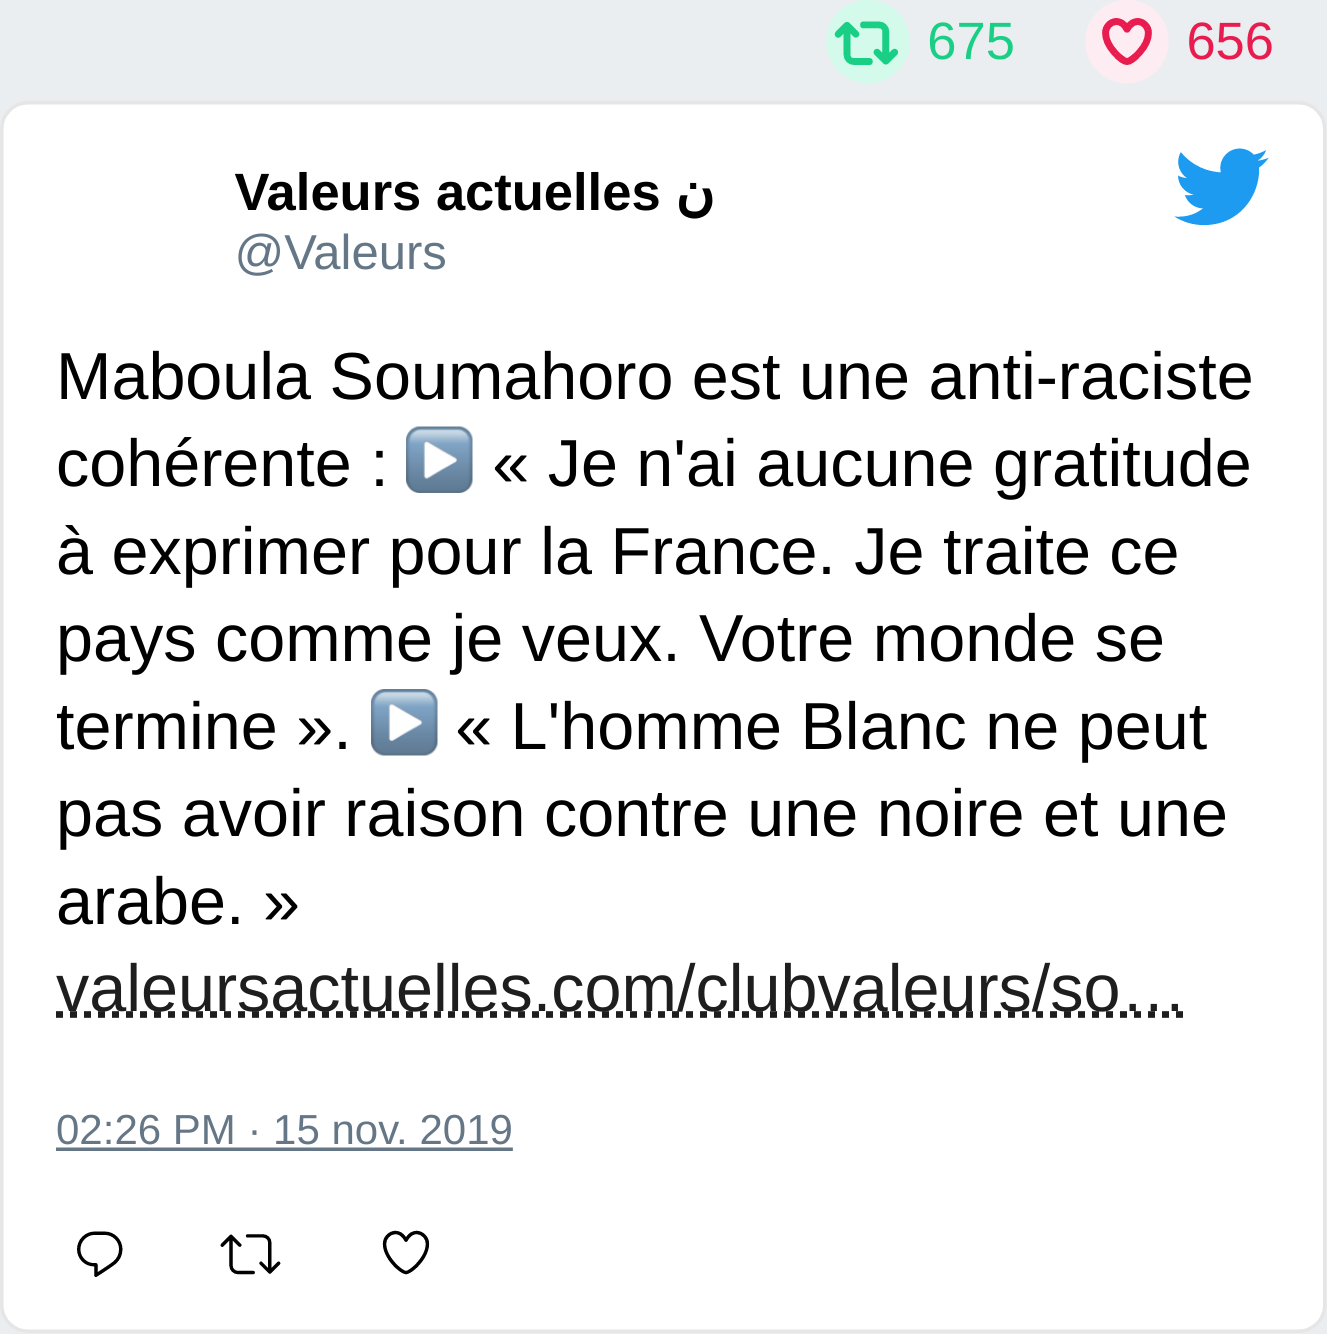 675 656
Valeurs actuelles ن
@Valeurs
Maboula Soumahoro est une anti-raciste
cohérente : ▶️ « Je n'ai aucune gratitude
à exprimer pour la France. Je traite ce
pays comme je veux. Votre monde se
termine ». ▶️ « L'homme Blanc ne peut
pas avoir raison contre une noire et une
arabe. »
valeursactuelles.com/clubvaleurs/so…
02:26 PM · 15 nov. 2019